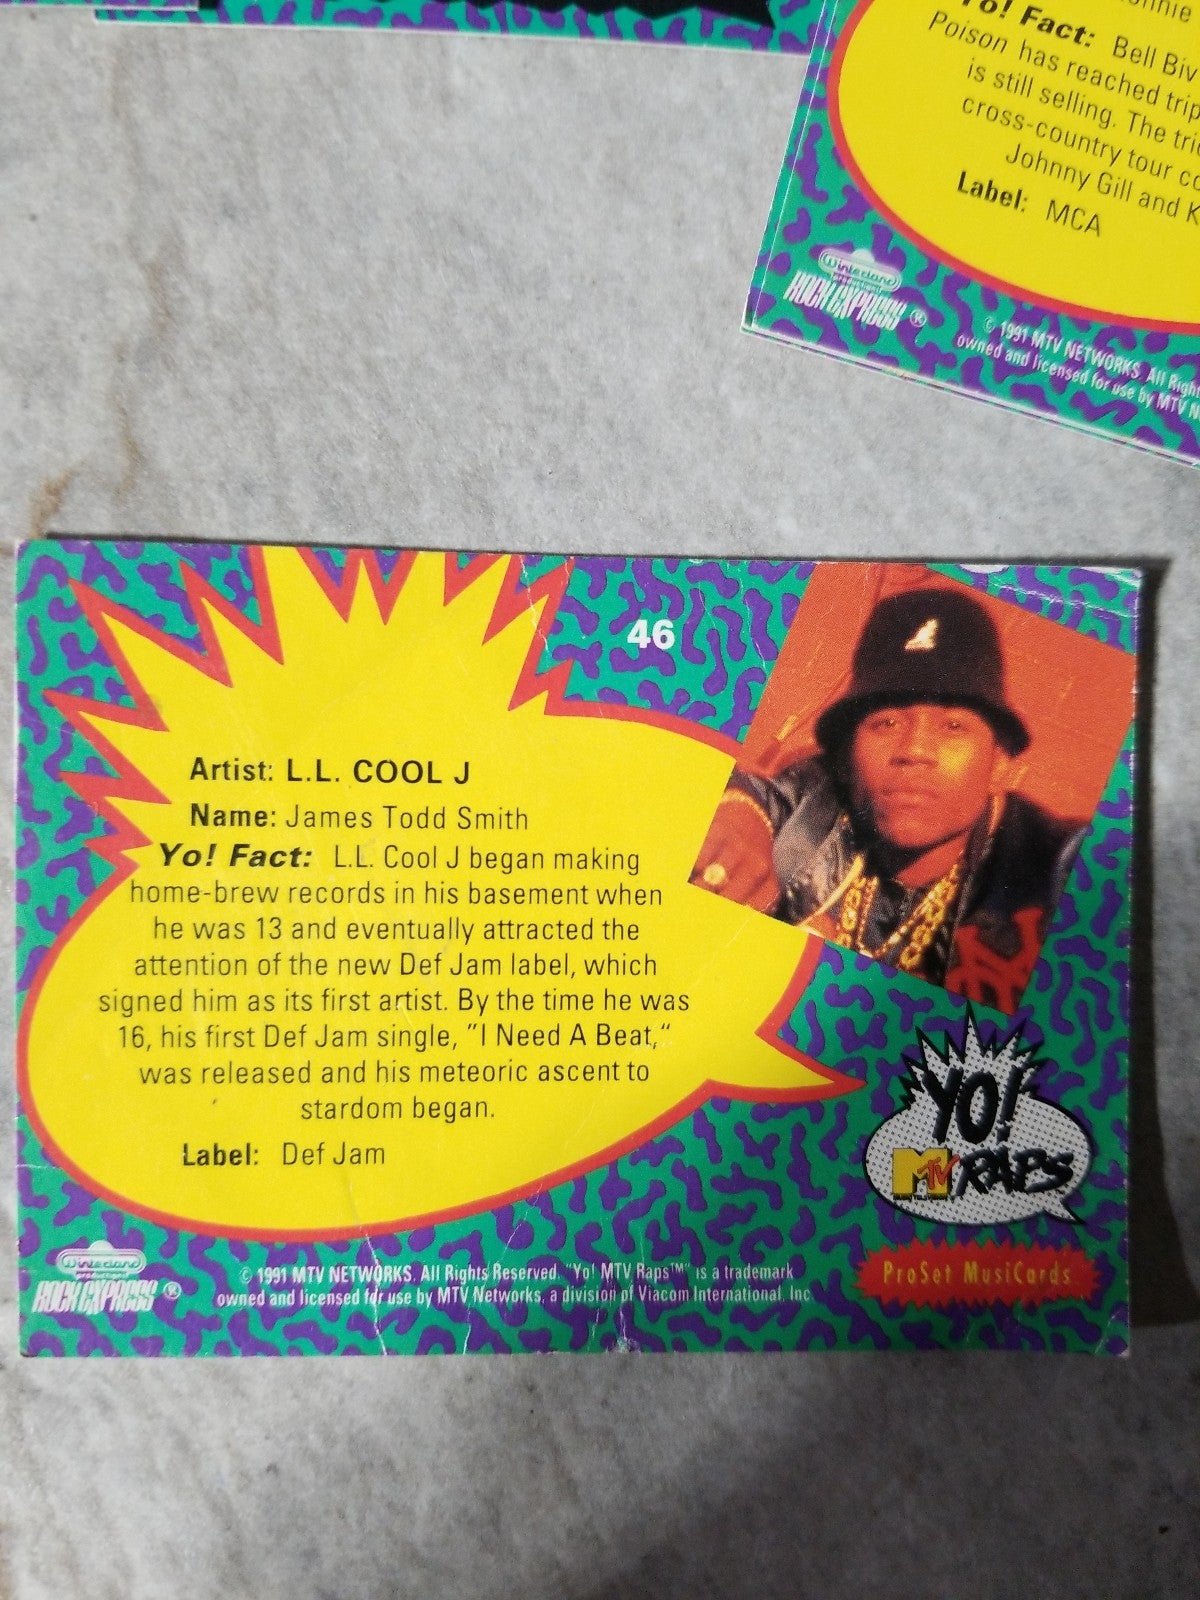 Yo! Fact: Bell Biv
Poison has reached
is still selling. The
cross-country tour
Johnny Gill and
Label: MCA
Winterland
productions
ROCK EXPRESS ®
© 1991 MTV NETWORKS. All
owned and licensed for use by MTV
46
Artist: L.L. COOL J
Name: James Todd Smith
Yo! Fact: L.L. Cool J began making
home-brew records in his basement when
he was 13 and eventually attracted the
attention of the new Def Jam label, which
signed him as its first artist. By the time he was
16, his first Def Jam single, "I Need A Beat,"
was released and his meteoric ascent to
stardom began.
Label: Def Jam
YO!
MTV RAPS
Winterland
productions
ROCK EXPRESS ®
© 1991 MTV NETWORKS. All Rights Reserved. "Yo! MTV Raps™" is a trademark
owned and licensed for use by MTV Networks, a division of Viacom International, Inc
ProSet MusiCards